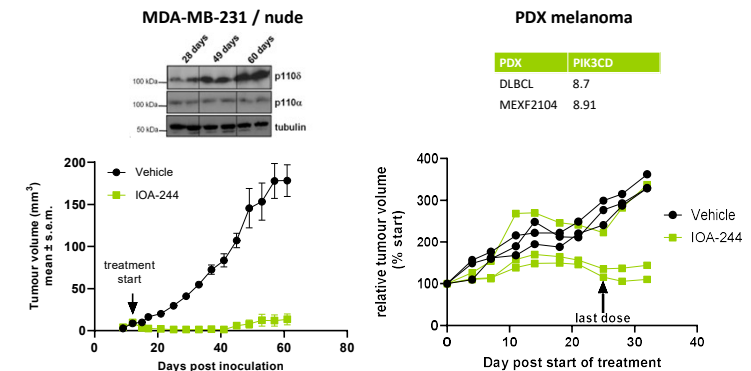 MDA-MB-231 / nude
28 days
49 days
60 days
100 kDa
p110δ
100 kDa
p110α
50 kDa
tubulin
Tumour volume (mm³)
mean ± s.e.m.
200
150
100
50
0
Vehicle
IOA-244
treatment
start
0
20
40
60
80
Days post inoculation
PDX melanoma
PDX PIK3CD
DLBCL 8.7
MEXF2104 8.91
relative tumour volume
(% start)
400
300
200
100
0
Vehicle
IOA-244
last dose
0
10
20
30
40
Day post start of treatment